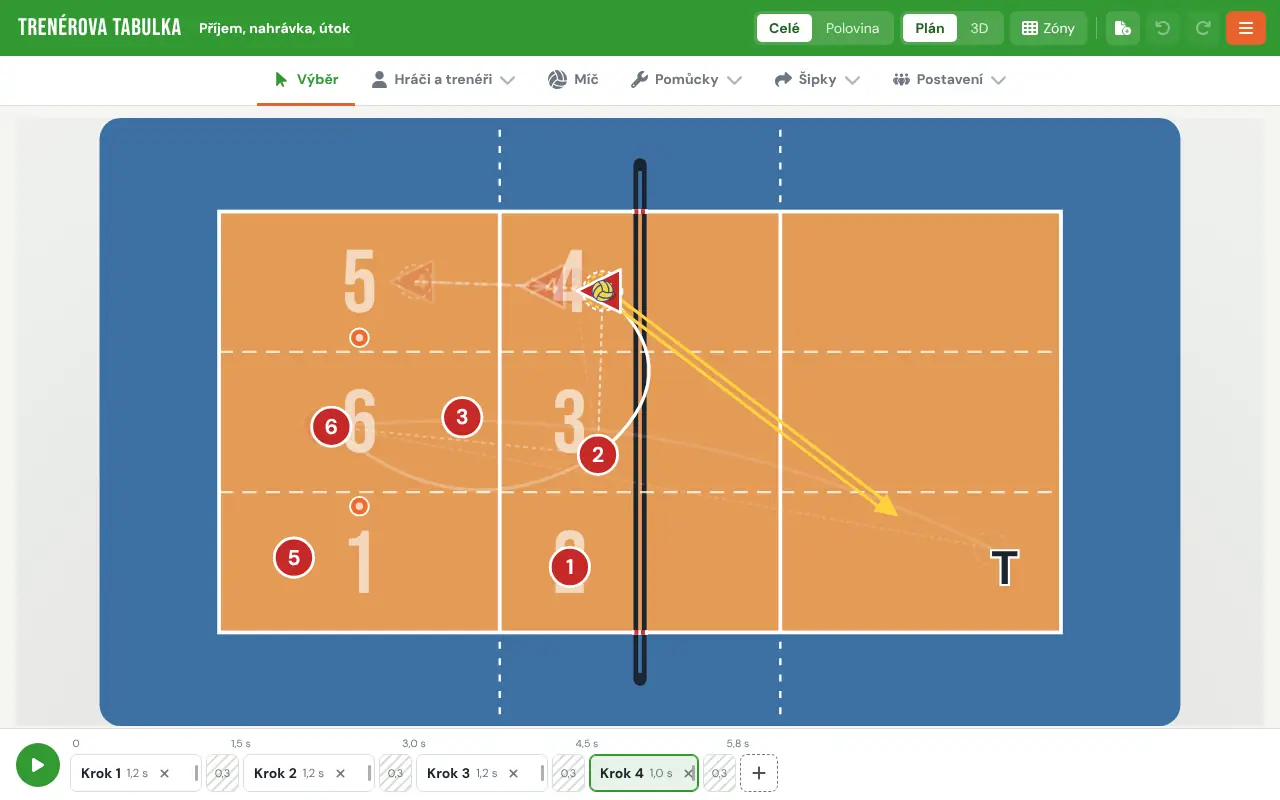 TRENÉROVA TABULKA Příjem, nahrávka, útok Celé Polovina Plán 3D Zóny
Výběr Hráči a trenéři Míč Pomůcky Šipky Postavení
5 4 4 4
6 6 3 3 2
5 1 1 2 T
0 1,5 s 3,0 s 4,5 s 5,8 s
Krok 1 1,2 s 0,3 Krok 2 1,2 s 0,3 Krok 3 1,2 s 0,3 Krok 4 1,0 s 0,3